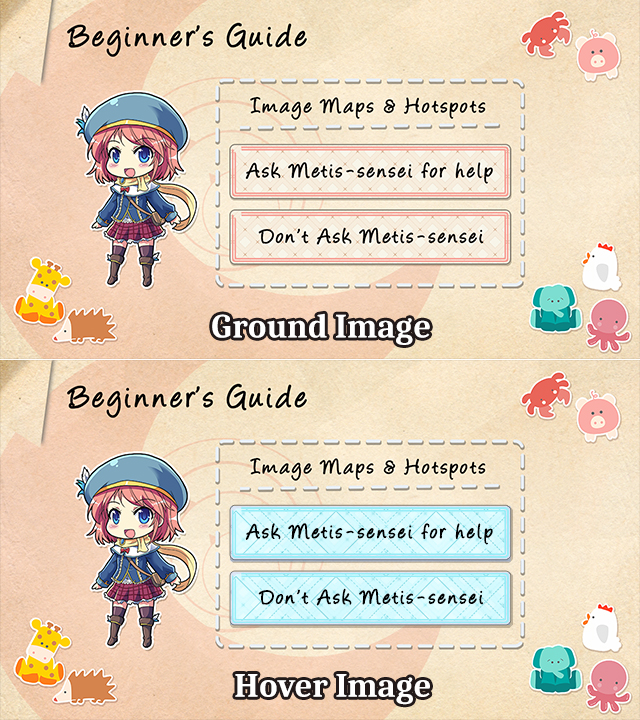 Beginner's Guide
Image Maps & Hotspots
Ask Metis-sensei for help
Don't Ask Metis-sensei
Ground Image
Beginner's Guide
Image Maps & Hotspots
Ask Metis-sensei for help
Don't Ask Metis-sensei
Hover Image